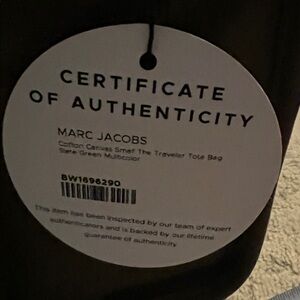 CERTIFICATE
OF AUTHENTICITY
MARC JACOBS
Cotton Canvas Small The Traveler Tote Bag
Slate Green Multicolor
BW1696290
This item has been inspected by our team of expert
authenticators and is backed by our lifetime
guarantee of authenticity.